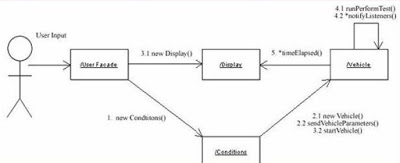 4.1 runPerformTest()
4.2 *notifyListeners()
User Input
3.1 new Display()
5. *timeElapsed()
/User Facade
/Display
/Vehicle
1. new Conditons()
2.1 new Vehicle()
2.2 sendVehicleParameters()
3.2 startVehicle()
/Conditions